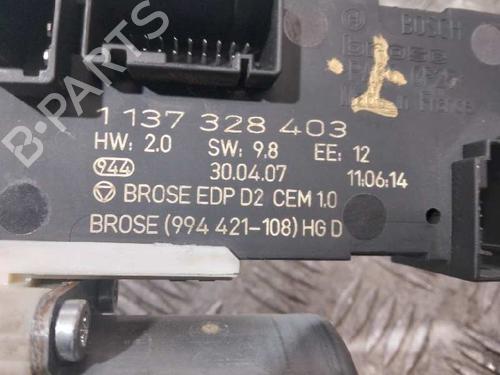 BOSCH
brose
1 137 328 403
HW: 2.0 SW: 9.8 EE: 12
944 30.04.07 11:06:14
BROSE EDP D2 CEM 1.0
BROSE (994 421-108) HG D
B-PARTS